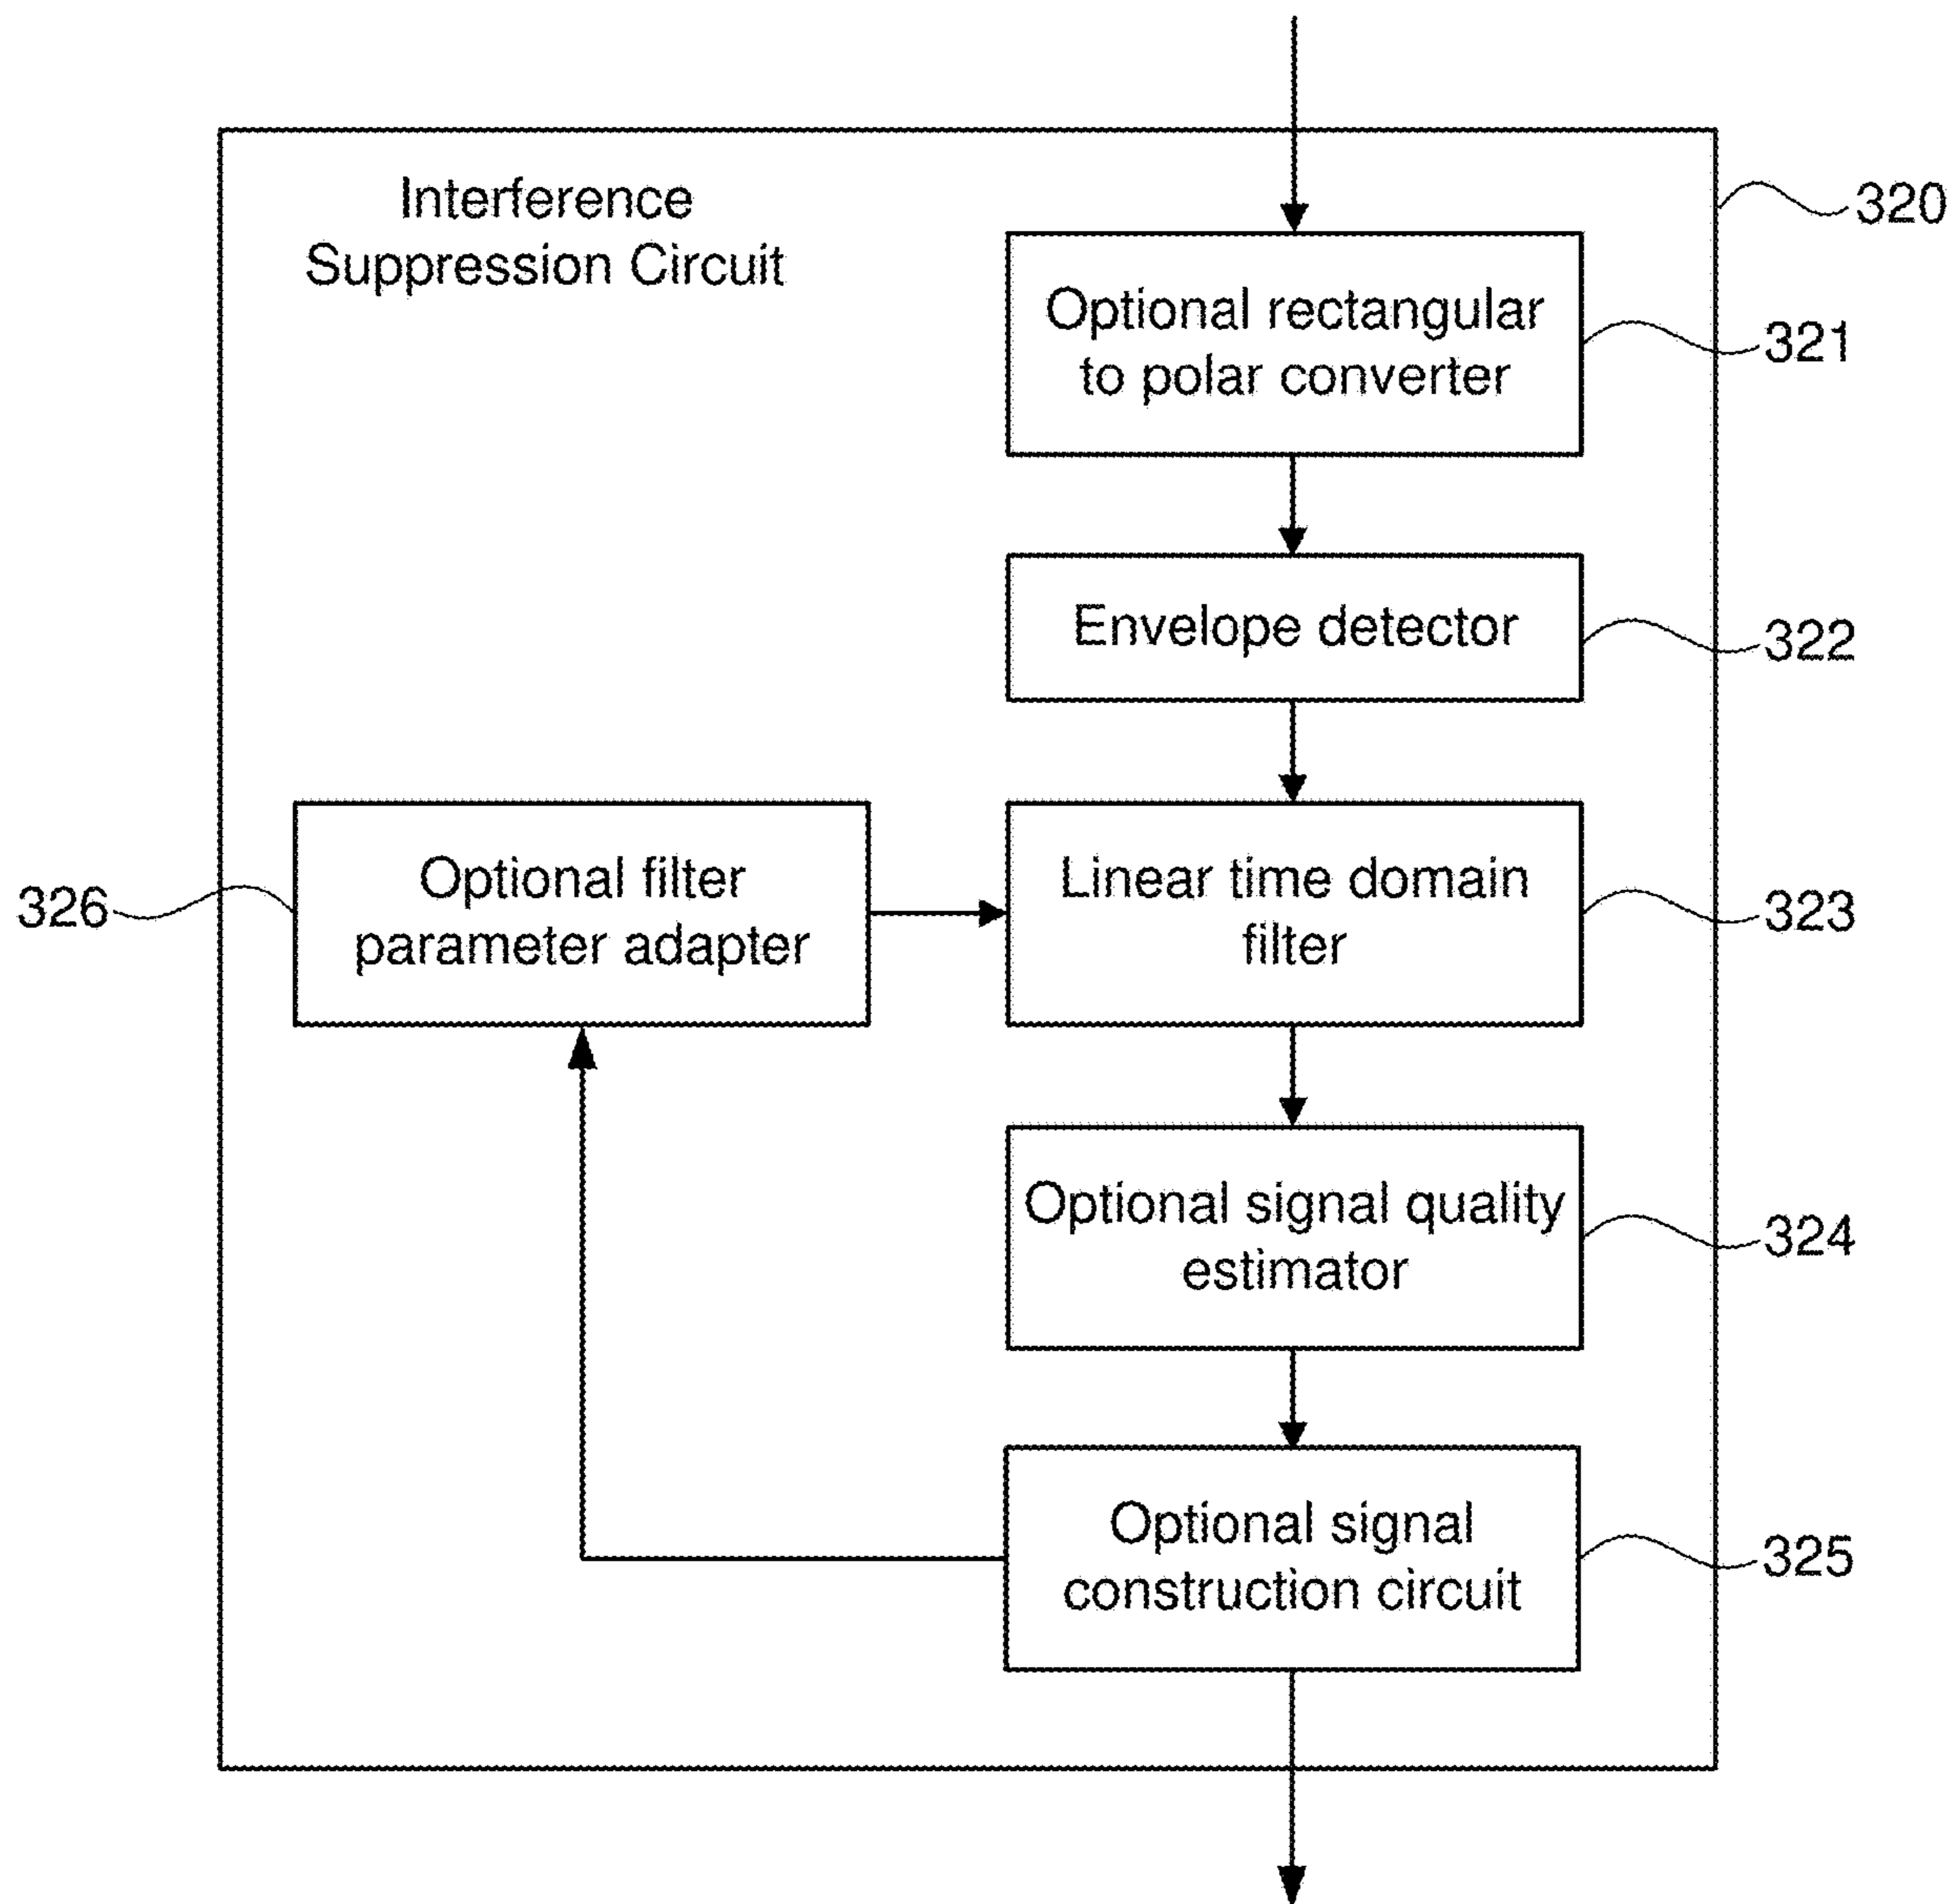 Interference
Suppression Circuit
320
Optional rectangular
to polar converter
321
Envelope detector
322
326
Optional filter
parameter adapter
Linear time domain
filter
323
Optional signal quality
estimator
324
Optional signal
construction circuit
325